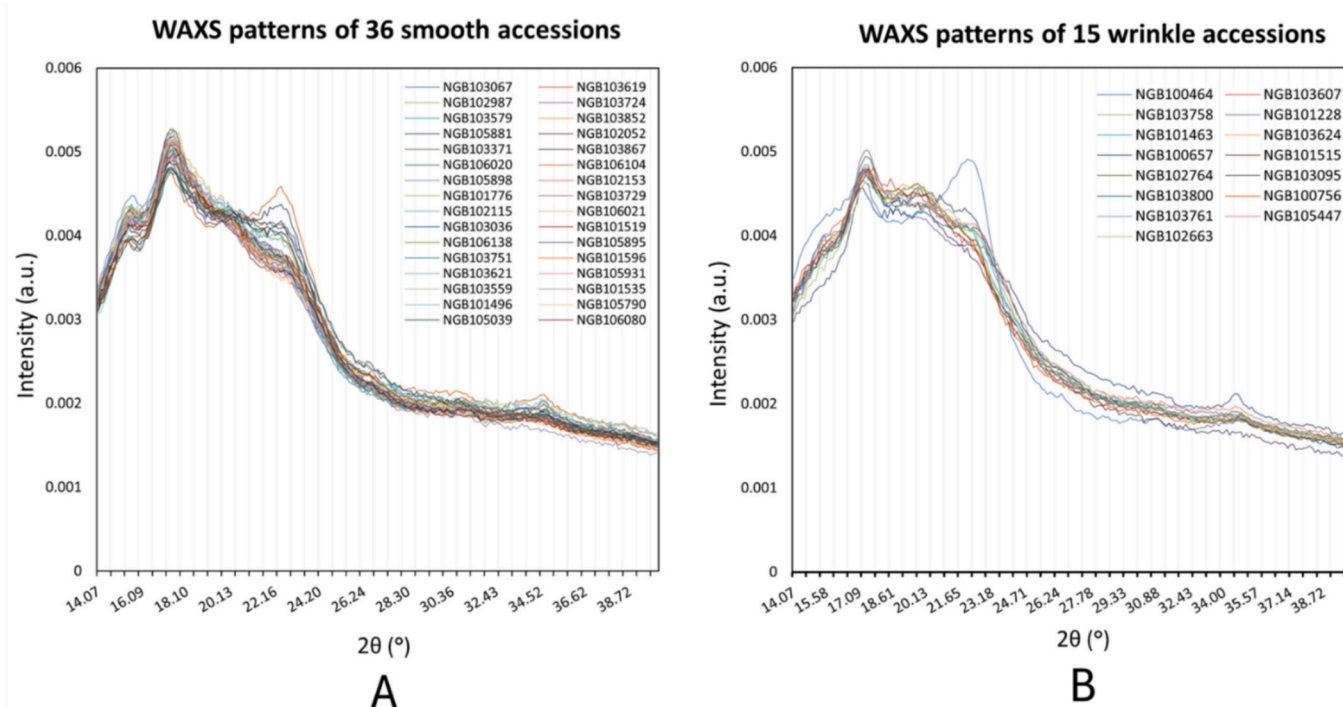 WAXS patterns of 36 smooth accessions
0.006
0.005
0.004
0.003
0.002
0.001
0
Intensity (a.u.)
NGB103067 NGB103619
NGB102987 NGB103724
NGB103579 NGB103852
NGB105881 NGB102052
NGB103371 NGB103867
NGB106020 NGB106104
NGB105898 NGB102153
NGB101776 NGB103729
NGB102115 NGB106021
NGB103036 NGB101519
NGB106138 NGB105895
NGB103751 NGB101596
NGB103621 NGB105931
NGB103559 NGB101535
NGB101496 NGB105790
NGB105039 NGB106080
14.07 16.09 18.10 20.13 22.16 24.20 26.24 28.30 30.36 32.43 34.52 36.62 38.72
2θ (°)
A
WAXS patterns of 15 wrinkle accessions
0.006
0.005
0.004
0.003
0.002
0.001
0
Intensity (a.u.)
NGB100464 NGB103607
NGB103758 NGB101228
NGB101463 NGB103624
NGB100657 NGB101515
NGB102764 NGB103095
NGB103800 NGB100756
NGB103761 NGB105447
NGB102663
14.07 15.58 17.09 18.61 20.13 21.65 23.18 24.71 26.24 27.78 29.33 30.88 32.43 34.00 35.57 37.14 38.72
2θ (°)
B